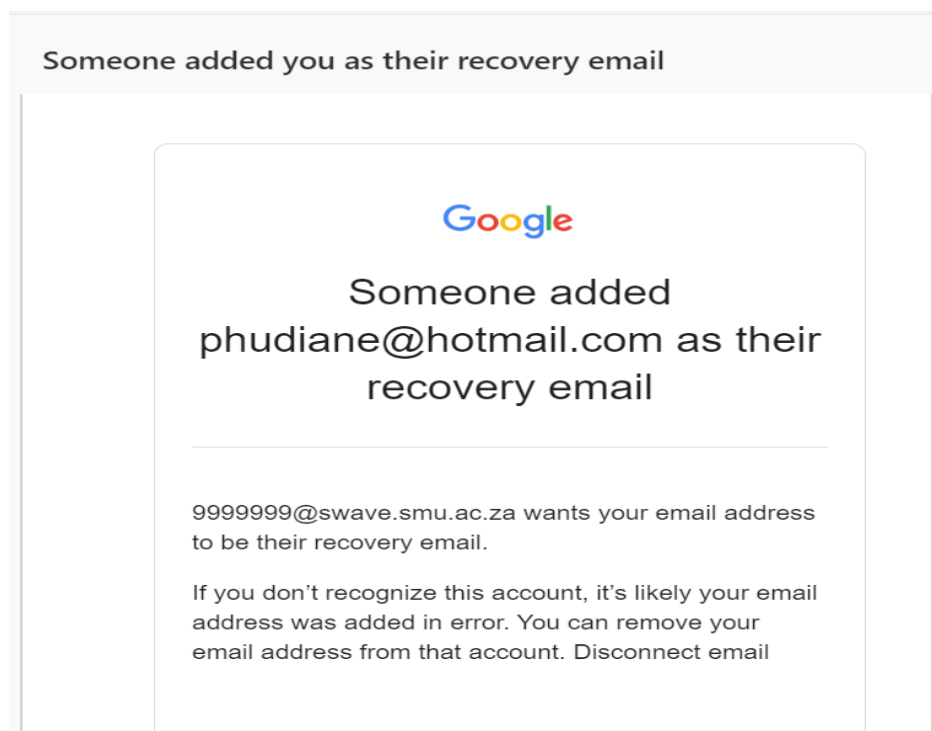 Someone added you as their recovery email
Google
Someone added
phudiane@hotmail.com as their
recovery email
9999999@swave.smu.ac.za wants your email address
to be their recovery email.
If you don’t recognize this account, it’s likely your email
address was added in error. You can remove your
email address from that account. Disconnect email